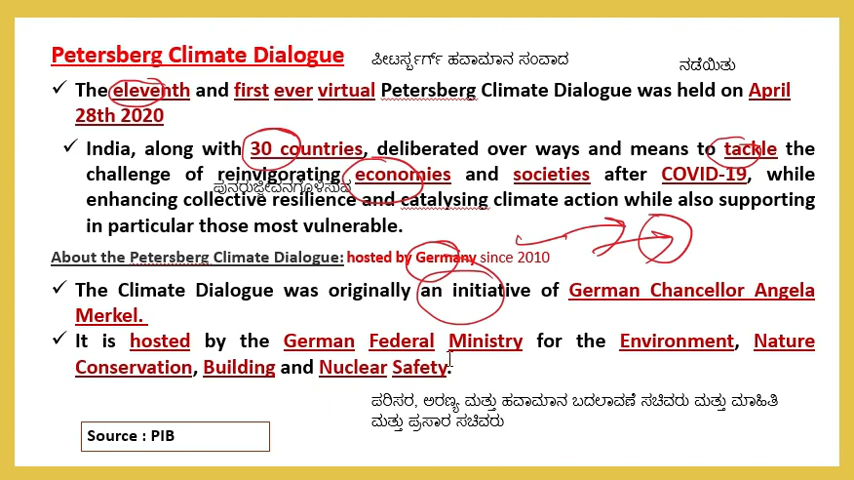 Petersberg Climate Dialogue ಪೀಟರ್ಸ್ಬರ್ಗ್ ಹವಾಮಾನ ಸಂವಾದ
ನಡೆಯಿತು
✓ The eleventh and first ever virtual Petersberg Climate Dialogue was held on April
28th 2020
✓ India, along with 30 countries, deliberated over ways and means to tackle the
challenge of reinvigorating economies and societies after COVID-19, while
ಪುನರುಜ್ಜೀವನಗೊಳಿಸುವ
enhancing collective resilience and catalysing climate action while also supporting
in particular those most vulnerable.
About the Petersberg Climate Dialogue: hosted by Germany since 2010
✓ The Climate Dialogue was originally an initiative of German Chancellor Angela
Merkel.
✓ It is hosted by the German Federal Ministry for the Environment, Nature
Conservation, Building and Nuclear Safety.
ಪರಿಸರ, ಅರಣ್ಯ ಮತ್ತು ಹವಾಮಾನ ಬದಲಾವಣೆ ಸಚಿವರು ಮತ್ತು ಮಾಹಿತಿ
ಮತ್ತು ಪ್ರಸಾರ ಸಚಿವರು
Source : PIB